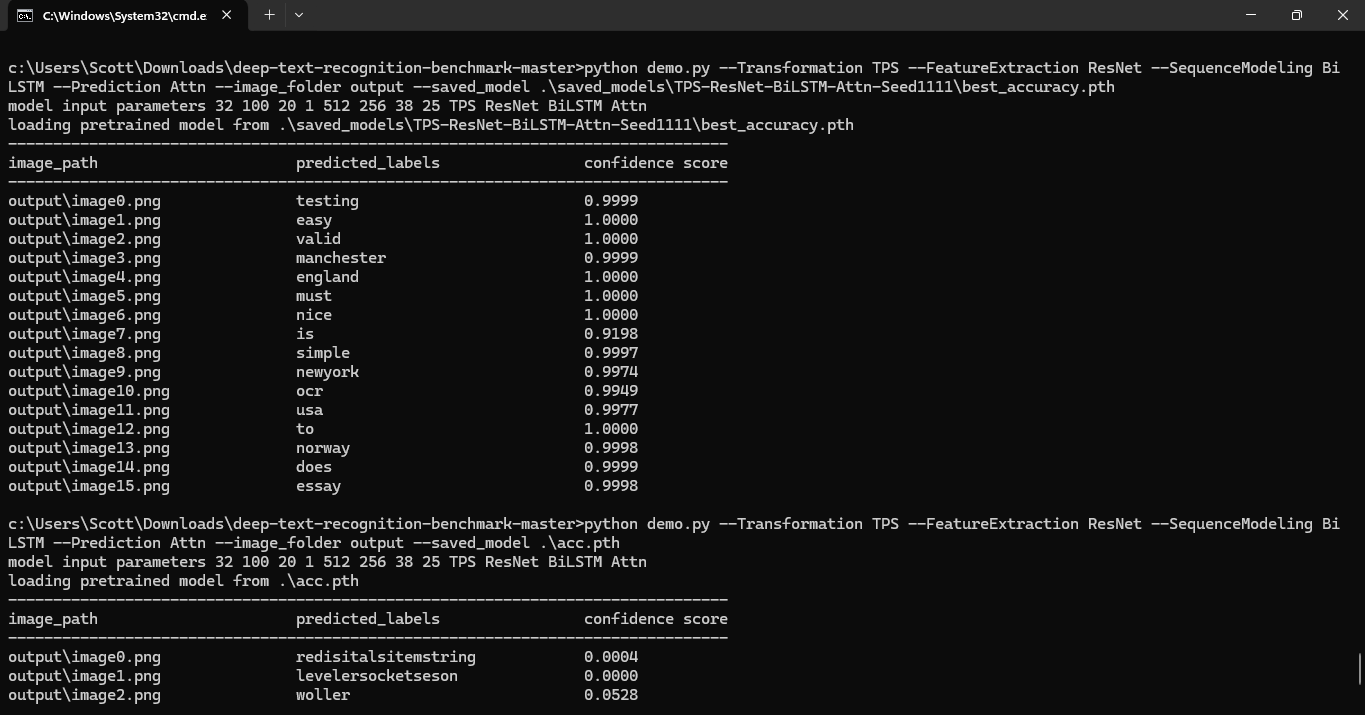 C:\Windows\System32\cmd.e
c:\Users\Scott\Downloads\deep-text-recognition-benchmark-master>python demo.py --Transformation TPS --FeatureExtraction ResNet --SequenceModeling Bi
LSTM --Prediction Attn --image_folder output --saved_model .\saved_models\TPS-ResNet-BiLSTM-Attn-Seed1111\best_accuracy.pth
model input parameters 32 100 20 1 512 256 38 25 TPS ResNet BiLSTM Attn
loading pretrained model from .\saved_models\TPS-ResNet-BiLSTM-Attn-Seed1111\best_accuracy.pth
--------------------------------------------------------------------------------
image_path predicted_labels confidence score
--------------------------------------------------------------------------------
output\image0.png testing 0.9999
output\image1.png easy 1.0000
output\image2.png valid 1.0000
output\image3.png manchester 0.9999
output\image4.png england 1.0000
output\image5.png must 1.0000
output\image6.png nice 1.0000
output\image7.png is 0.9198
output\image8.png simple 0.9997
output\image9.png newyork 0.9974
output\image10.png ocr 0.9949
output\image11.png usa 0.9977
output\image12.png to 1.0000
output\image13.png norway 0.9998
output\image14.png does 0.9999
output\image15.png essay 0.9998
c:\Users\Scott\Downloads\deep-text-recognition-benchmark-master>python demo.py --Transformation TPS --FeatureExtraction ResNet --SequenceModeling Bi
LSTM --Prediction Attn --image_folder output --saved_model .\acc.pth
model input parameters 32 100 20 1 512 256 38 25 TPS ResNet BiLSTM Attn
loading pretrained model from .\acc.pth
--------------------------------------------------------------------------------
image_path predicted_labels confidence score
--------------------------------------------------------------------------------
output\image0.png redisitalsitemstring 0.0004
output\image1.png levelersocketseson 0.0000
output\image2.png woller 0.0528